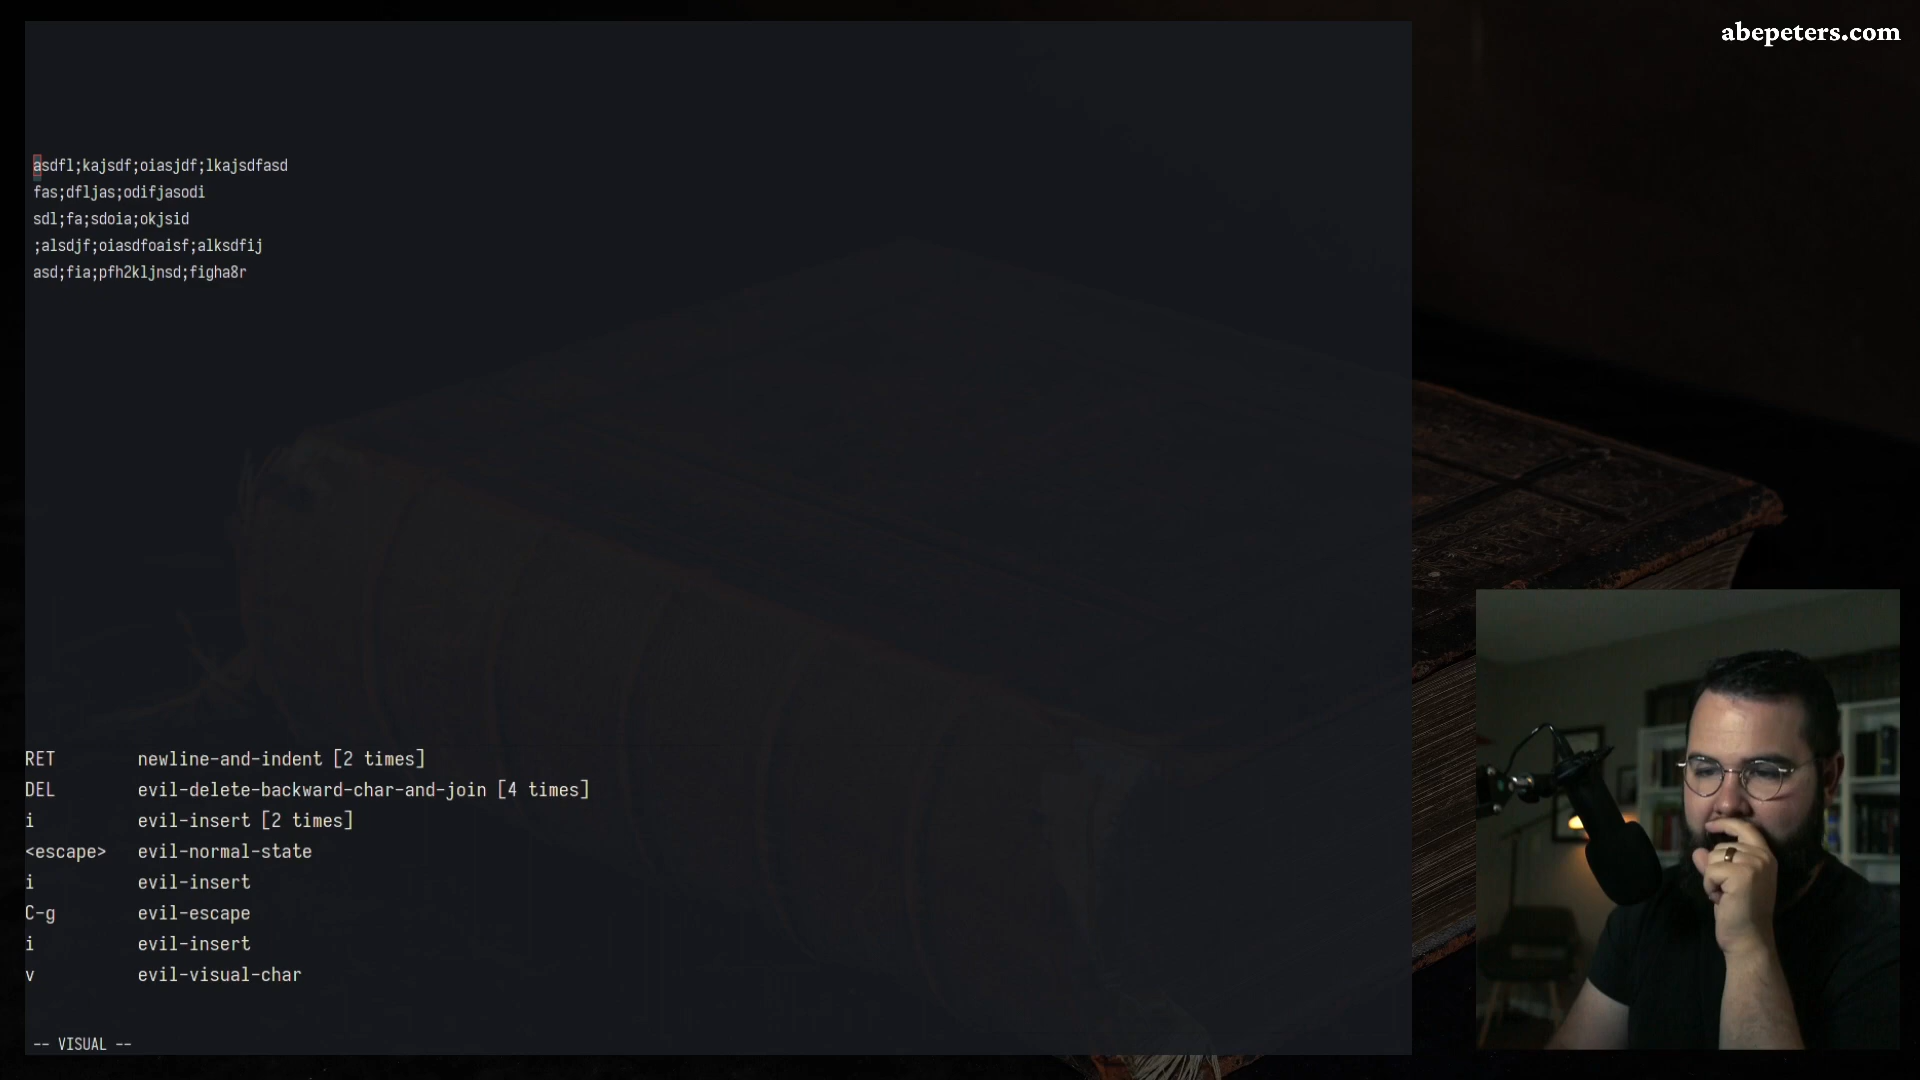 abepeters.com
asdfl;kajsdf;oiasjdf;lkajsdfasd
fas;dfljas;odifjasodi
sdl;fa;sdoia;okjsid
;alsdjf;oiasdfoaisf;alksdfij
asd;fia;pfh2kljnsd;figha8r
RET newline-and-indent [2 times]
DEL evil-delete-backward-char-and-join [4 times]
i evil-insert [2 times]
<escape> evil-normal-state
i evil-insert
C-g evil-escape
i evil-insert
v evil-visual-char
-- VISUAL --